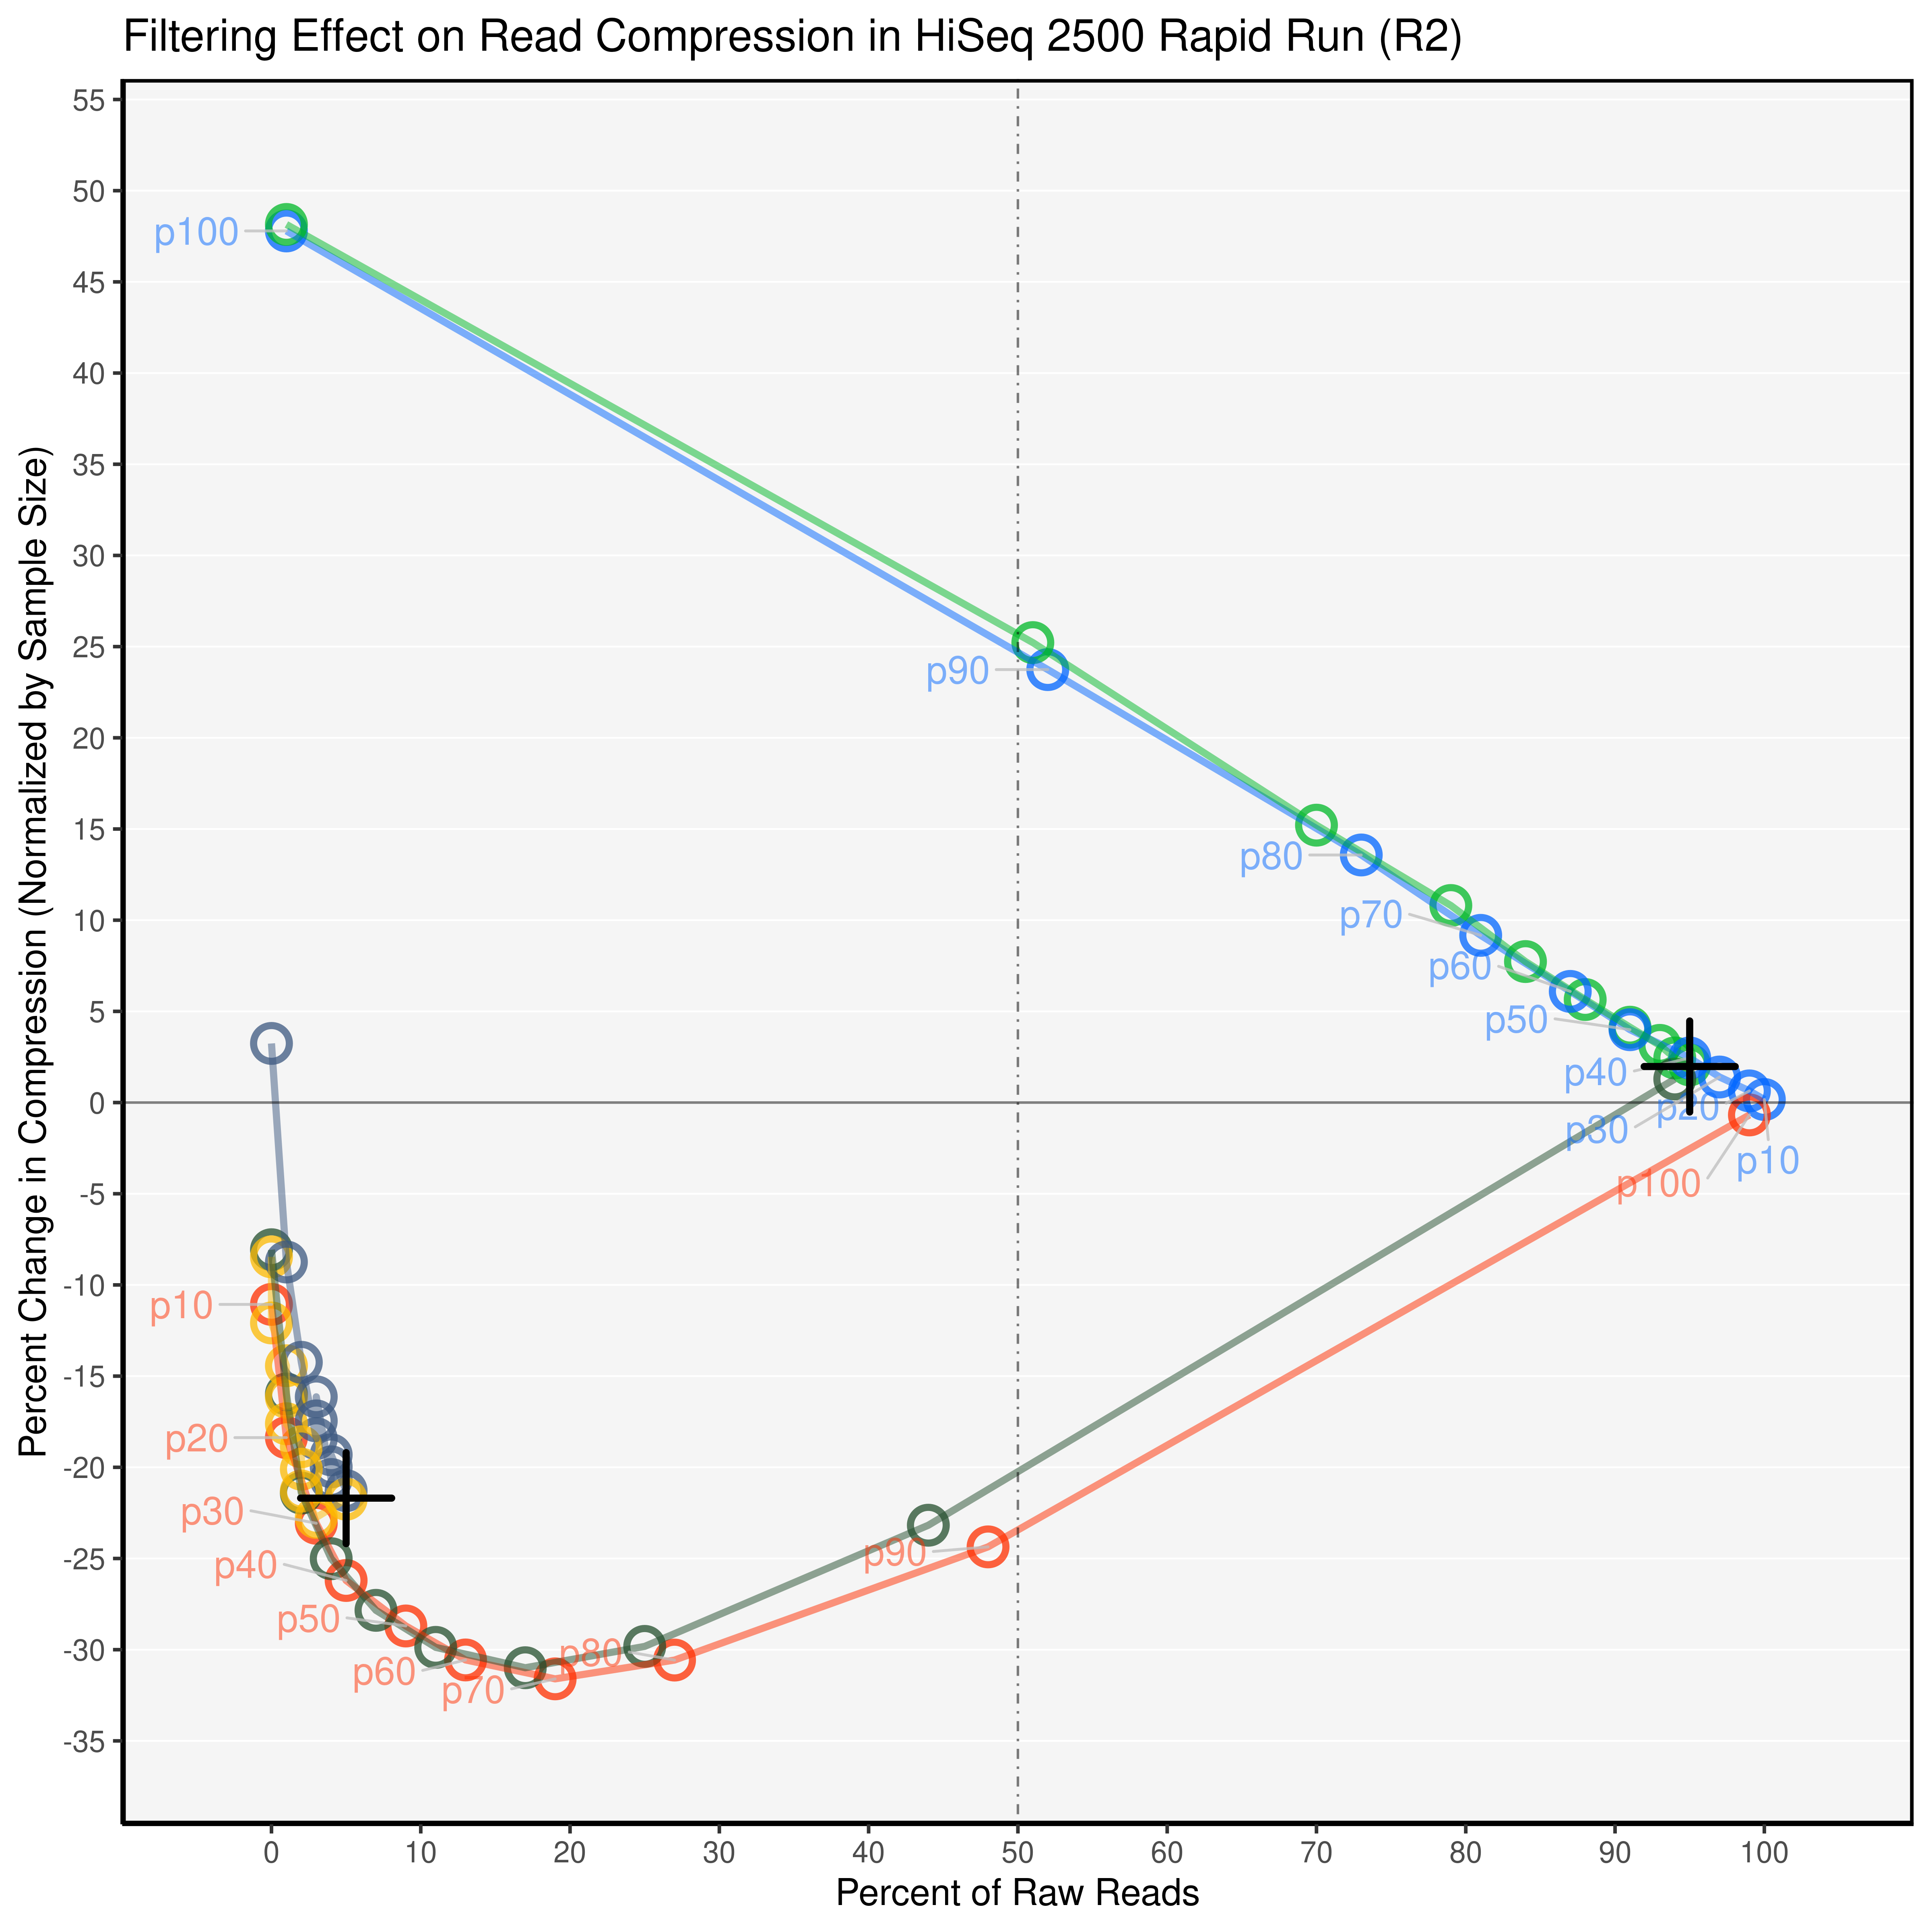 Filtering Effect on Read Compression in HiSeq 2500 Rapid Run (R2)
Percent Change in Compression (Normalized by Sample Size)
55
50
45
40
35
30
25
20
15
10
5
0
-5
-10
-15
-20
-25
-30
-35
p100
p90
p80
p70
p60
p50
p40
p20
p30
p10
p100
p10
p20
p30
p40
p50
p60
p70
p80
p90
0
10
20
30
40
50
60
70
80
90
100
Percent of Raw Reads